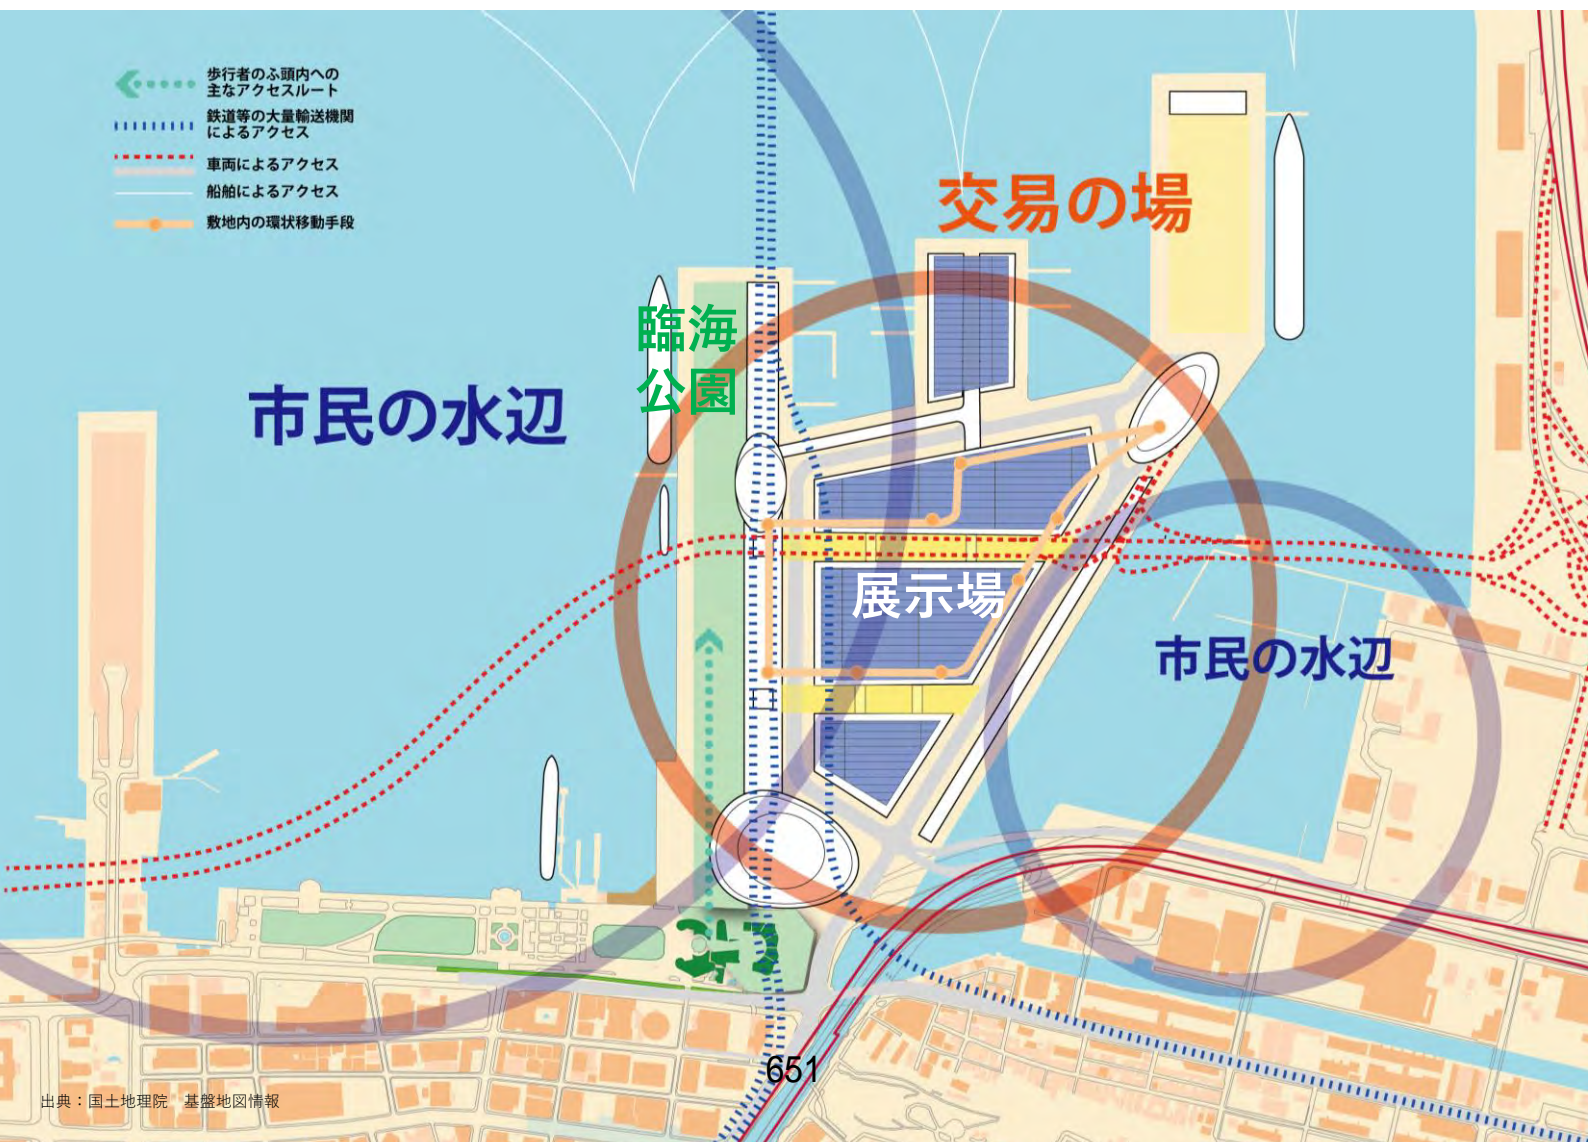 歩行者のふ頭内への
主なアクセスルート
鉄道等の大量輸送機関
によるアクセス
車両によるアクセス
船舶によるアクセス
敷地内の環状移動手段
交易の場
臨海
公園
市民の水辺
展示場
市民の水辺
651
出典：国土地理院　基盤地図情報